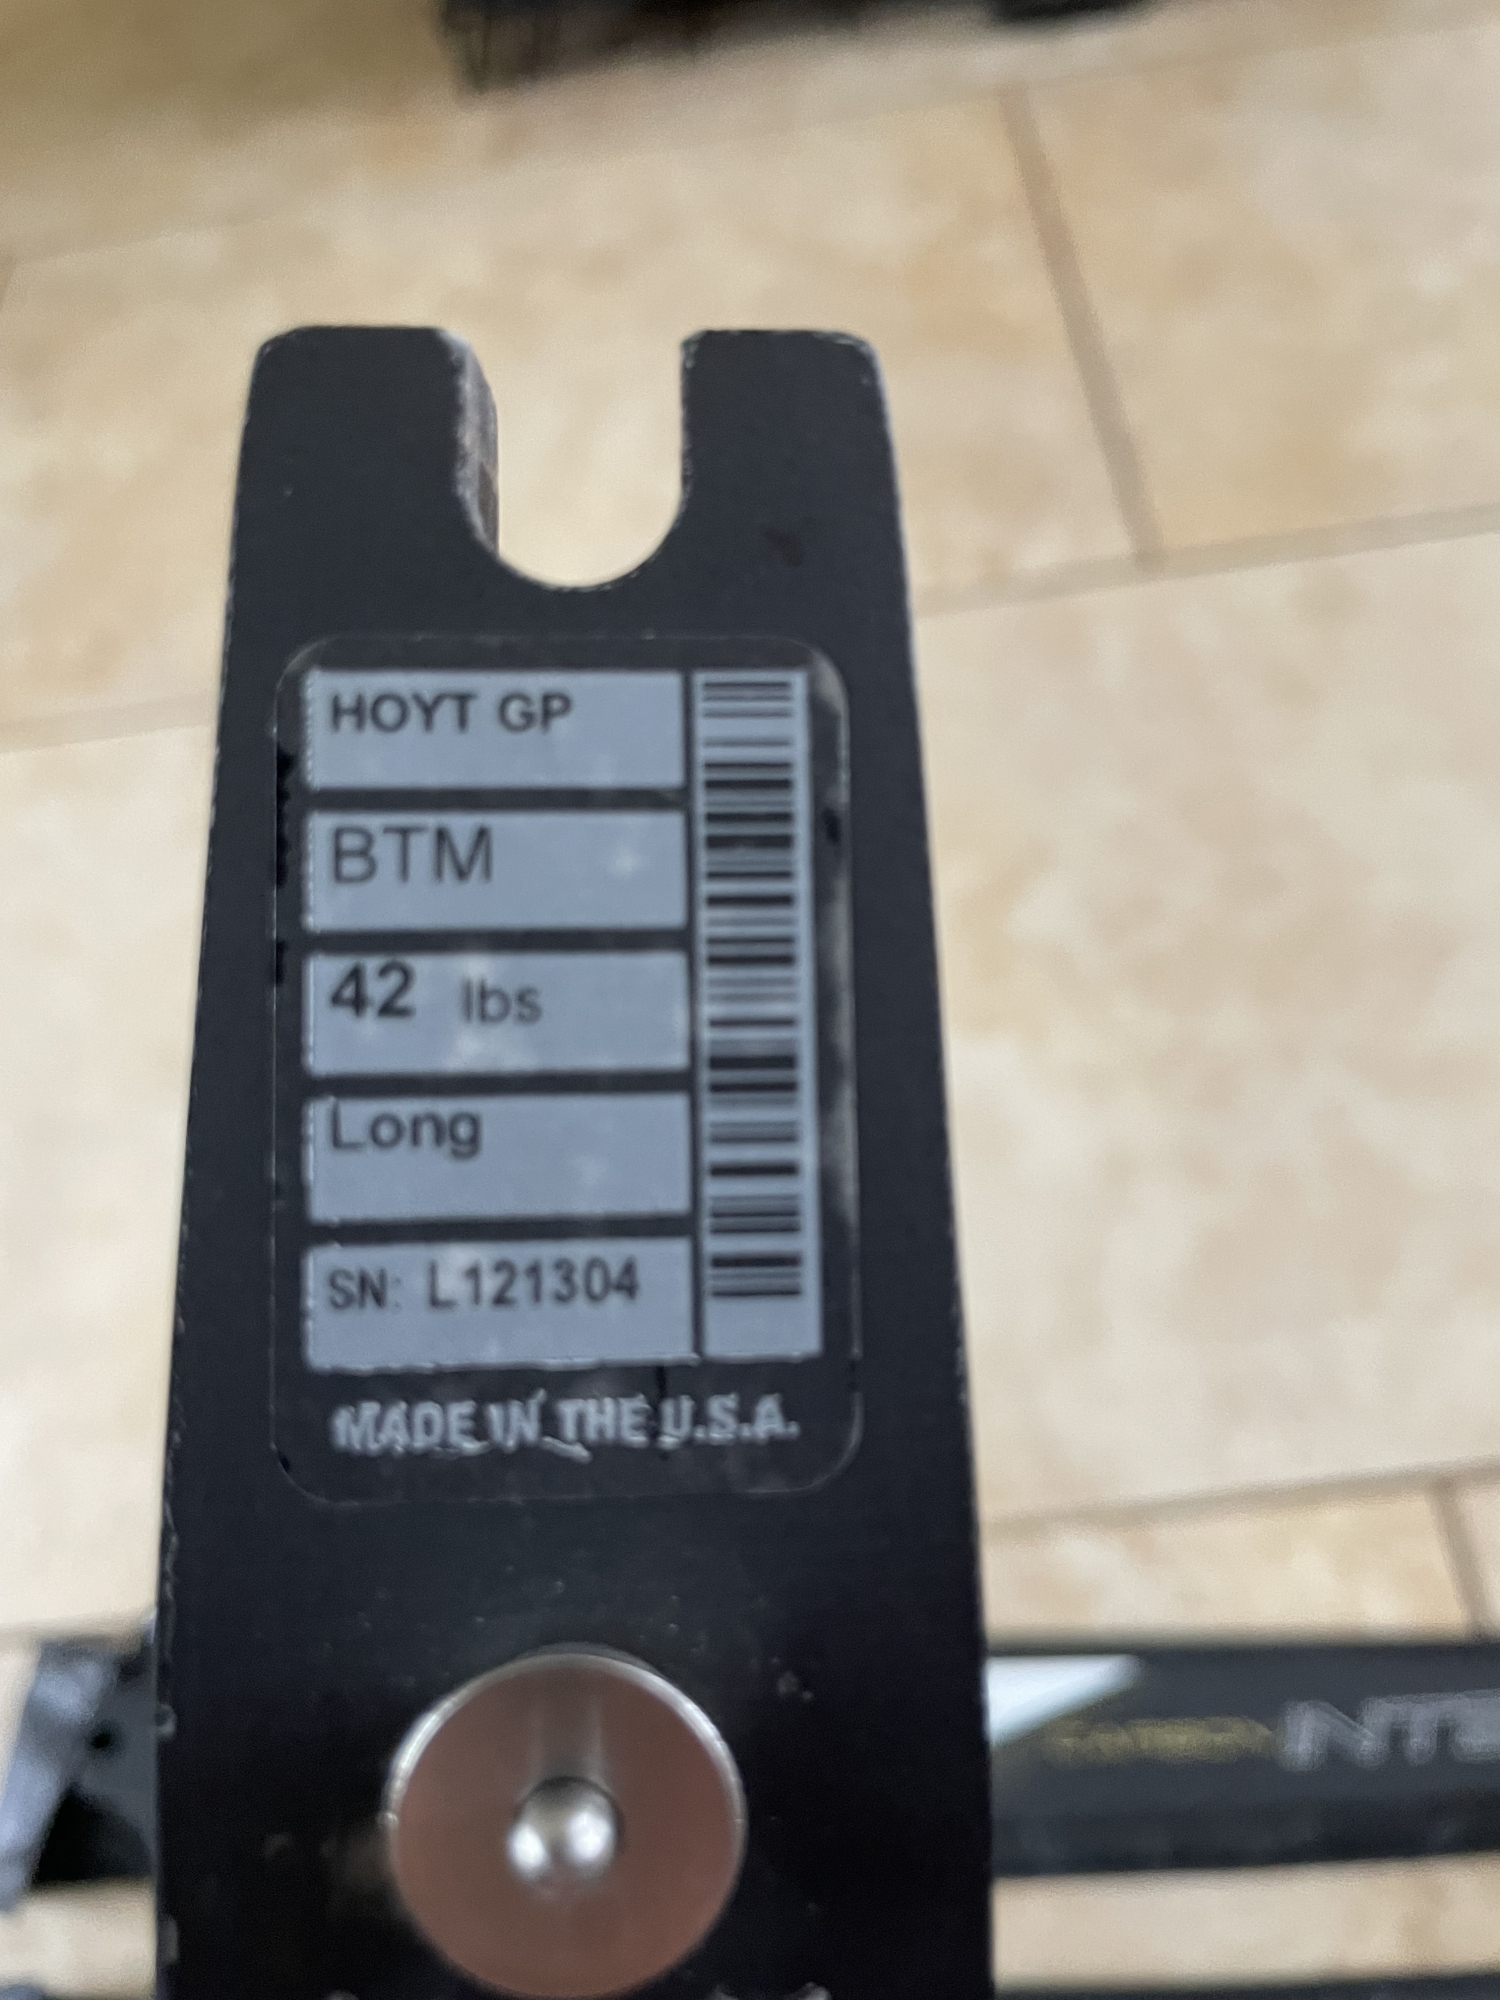 HOYT GP
BTM
42 lbs
Long
SN: L121304
MADE IN THE U.S.A.